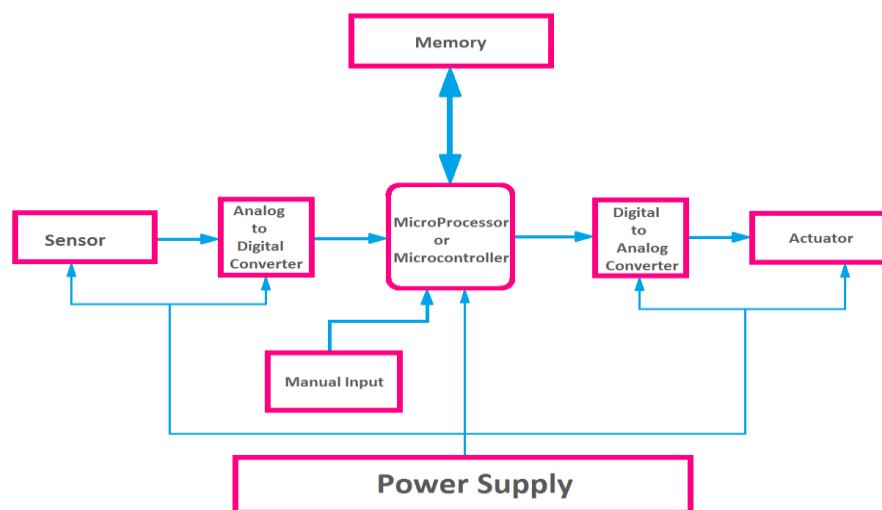 Memory
Sensor
Analog
to
Digital
Converter
MicroProcessor
or
Microcontroller
Digital
to
Analog
Converter
Actuator
Manual Input
Power Supply